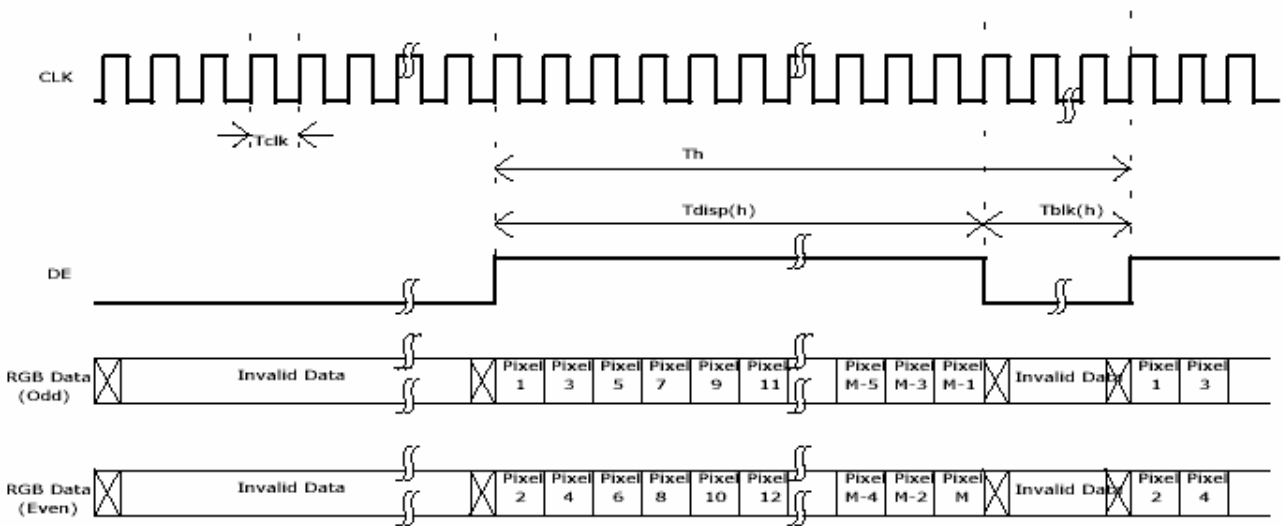 CLK
Tclk
Th
Tdisp(h) Tblk(h)
DE
RGB Data
(Odd)
Invalid Data
Pixel 1
Pixel 3
Pixel 5
Pixel 7
Pixel 9
Pixel 11
Pixel M-5
Pixel M-3
Pixel M-1
Invalid Data
Pixel 1
Pixel 3
RGB Data
(Even)
Invalid Data
Pixel 2
Pixel 4
Pixel 6
Pixel 8
Pixel 10
Pixel 12
Pixel M-4
Pixel M-2
Pixel M
Invalid Data
Pixel 2
Pixel 4